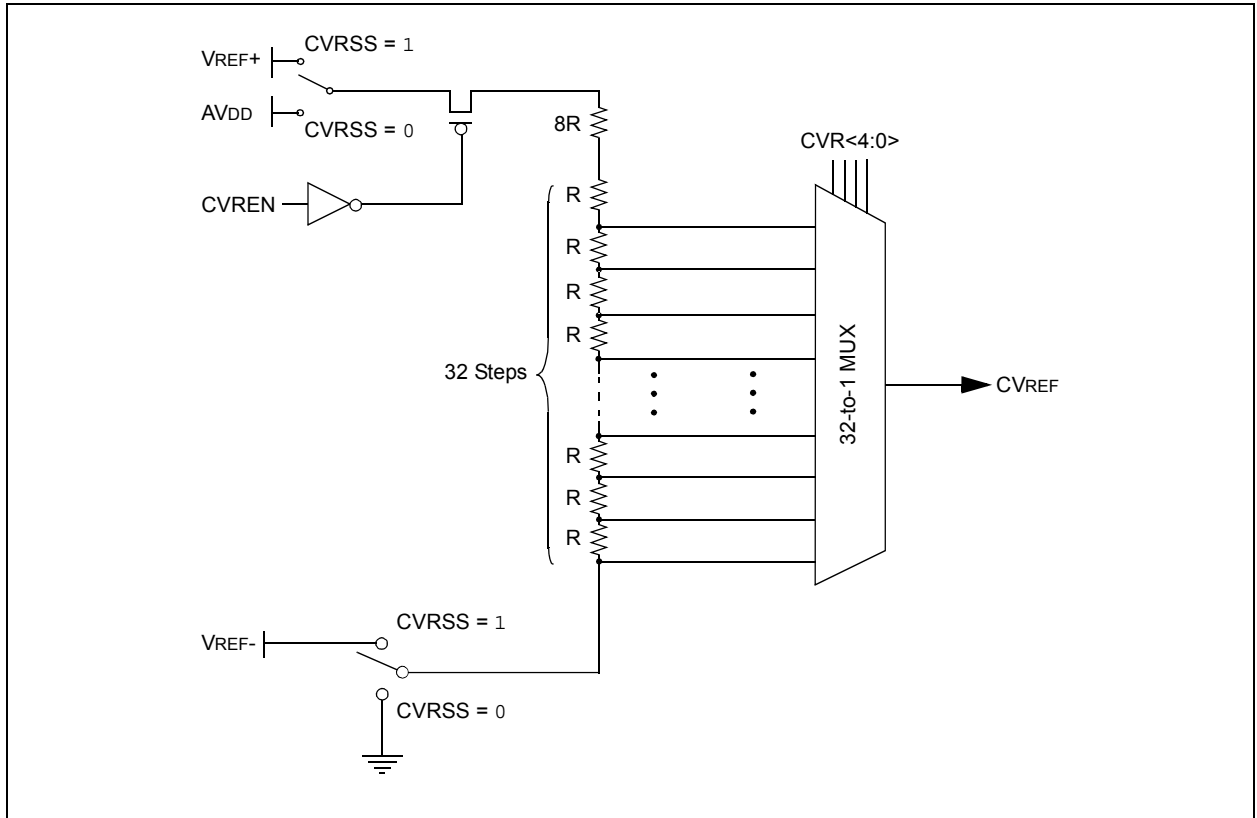 CVRSS = 1
VREF+
AVDD
CVRSS = 0
8R
CVR<4:0>
CVREN
R
R
R
R
32 Steps
32-to-1 MUX
CVREF
R
R
R
CVRSS = 1
VREF-
CVRSS = 0